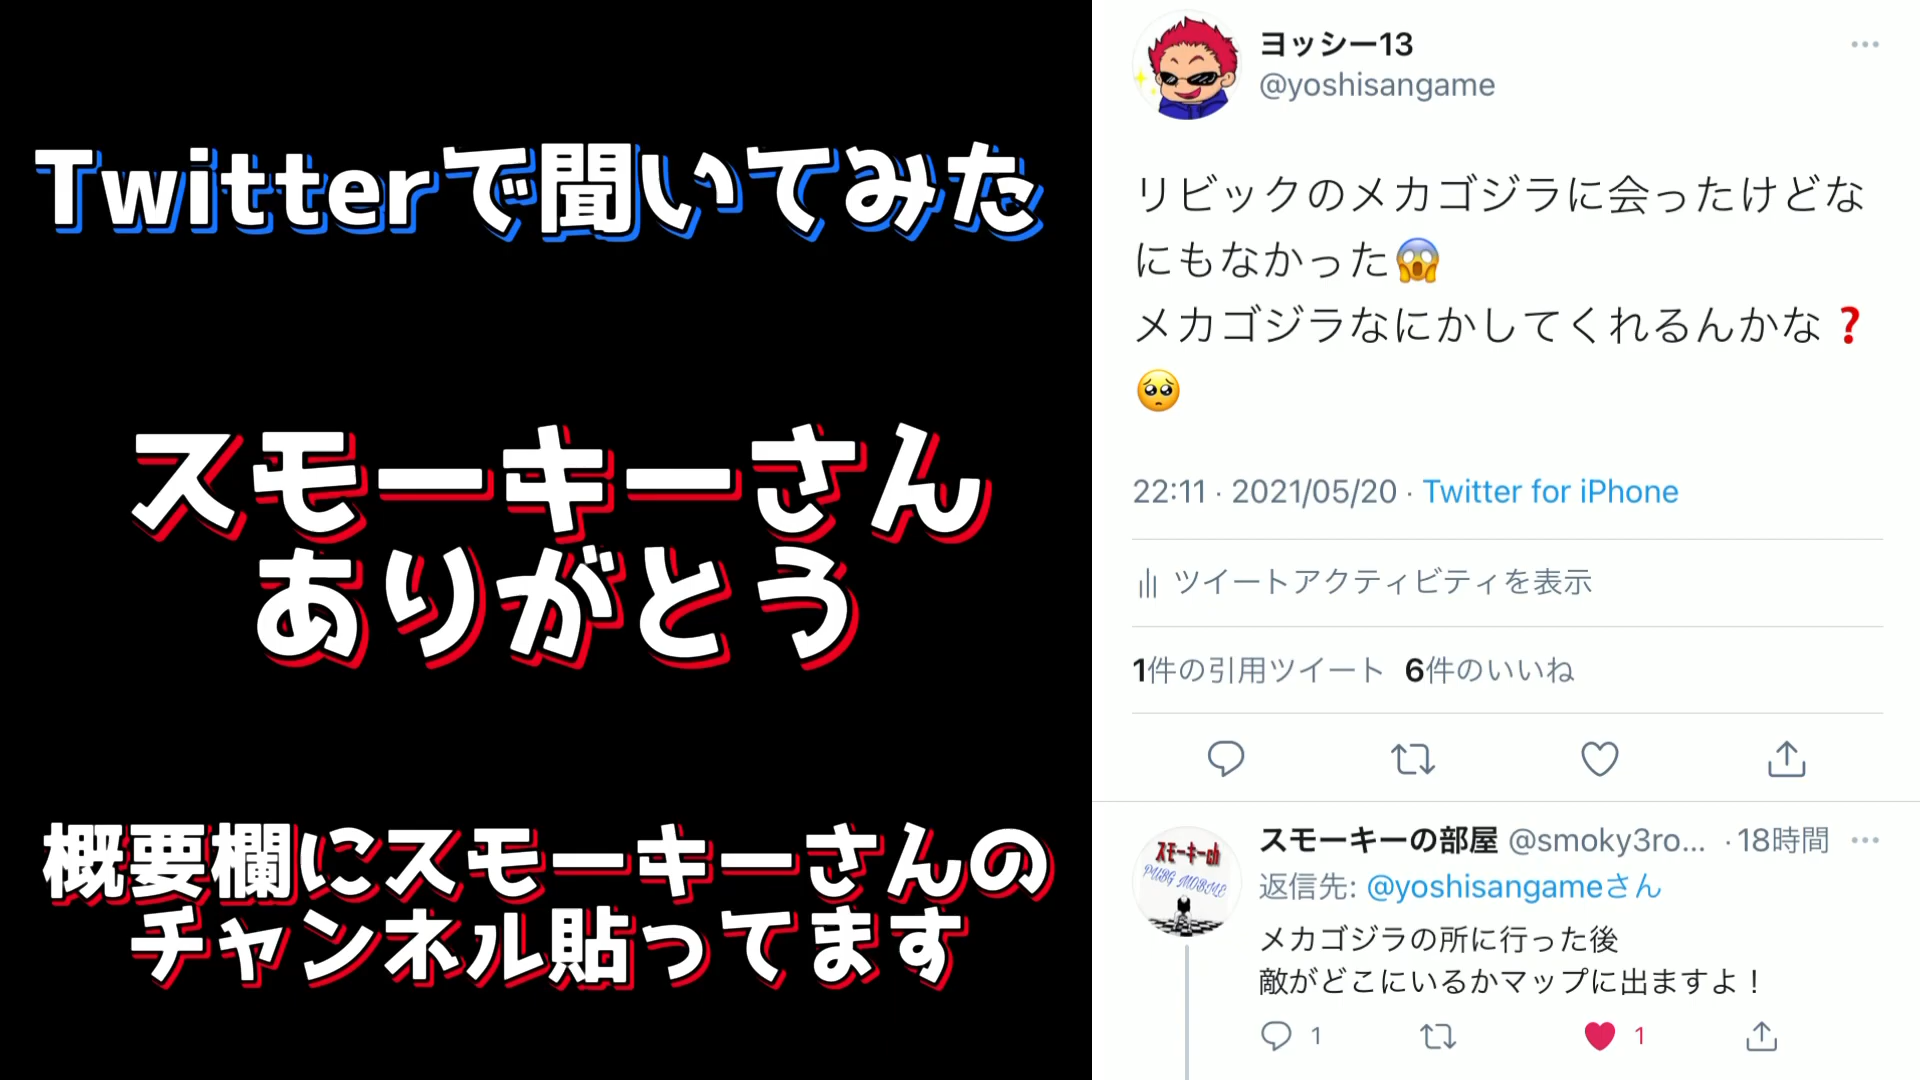 Twitterで聞いてみた
スモーキーさん
ありがとう
概要欄にスモーキーさんの
チャンネル貼ってます
ヨッシー13
@yoshisangame
リビックのメカゴジラに会ったけどな
にもなかった😱
メカゴジラなにかしてくれるんかな❓
🥺
22:11 · 2021/05/20 · Twitter for iPhone
ツイートアクティビティを表示
1件の引用ツイート 6件のいいね
スモーキーの部屋 @smoky3ro... · 18時間
返信先: @yoshisangameさん
スモーキーch
PUBG MOBILE
メカゴジラの所に行った後
敵がどこにいるかマップに出ますよ！
1 1